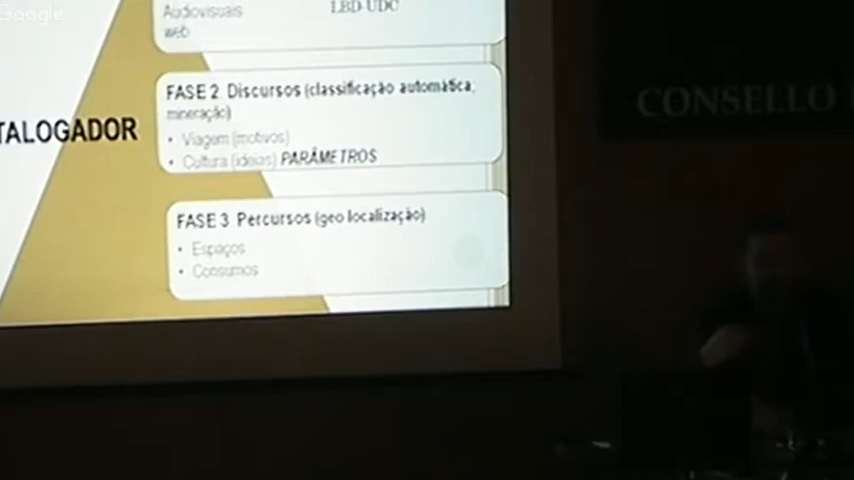 Google
Audiovisuais
web
LBD-UDC
TALOGADOR
FASE 2. Discursos (classificação automática,
mineração)
• Viagem (motivos)
• Cultura (ideias) PARÂMETROS
FASE 3. Percursos (geo localização)
• Espaços
• Consumos
CONSELLO